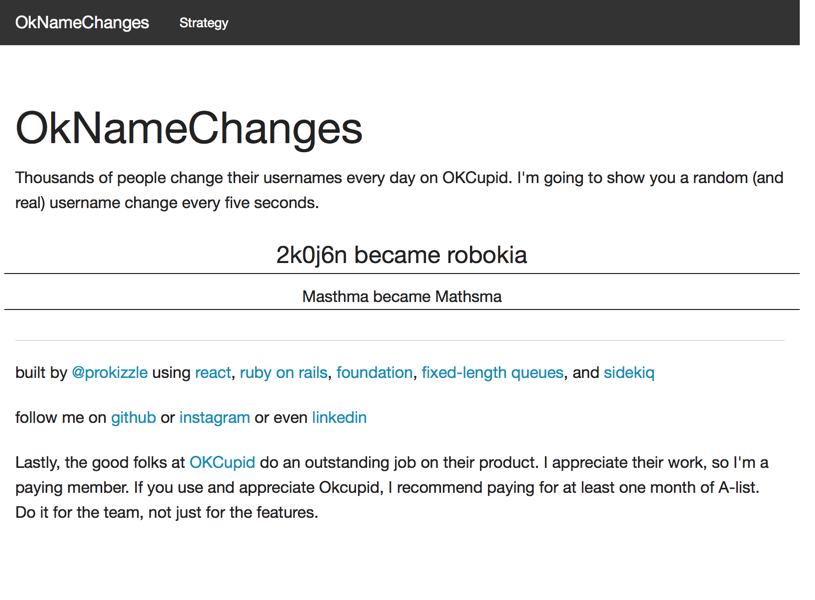 OkNameChanges Strategy
OkNameChanges
Thousands of people change their usernames every day on OKCupid. I'm going to show you a random (and
real) username change every five seconds.
2k0j6n became robokia
Masthma became Mathsma
built by @prokizzle using react, ruby on rails, foundation, fixed-length queues, and sidekiq
follow me on github or instagram or even linkedin
Lastly, the good folks at OKCupid do an outstanding job on their product. I appreciate their work, so I'm a
paying member. If you use and appreciate Okcupid, I recommend paying for at least one month of A-list.
Do it for the team, not just for the features.